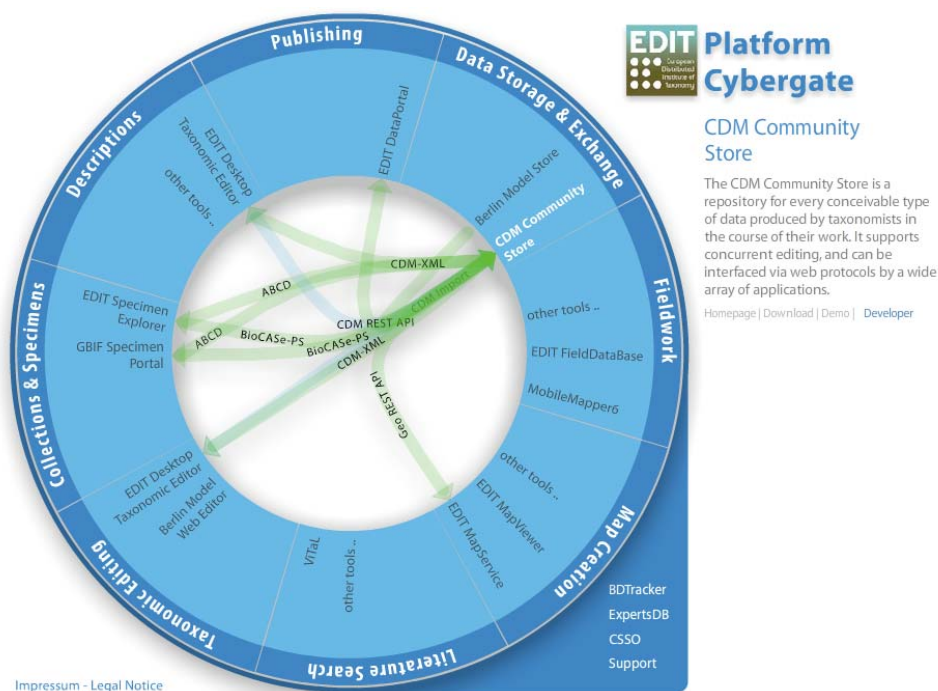 EDIT
European
Distributed
Institute of
Taxonomy
Platform
Cybergate
CDM Community
Store
The CDM Community Store is a
repository for every conceivable type
of data produced by taxonomists in
the course of their work. It supports
concurrent editing, and can be
interfaced via web protocols by a wide
array of applications.
Homepage | Download | Demo | Developer
Publishing
EDIT DataPortal
Data Storage & Exchange
Berlin Model Store
CDM Community
Store
Fieldwork
other tools ..
EDIT FieldDataBase
MobileMapper6
Map Creation
other tools ..
EDIT MapViewer
EDIT MapService
Literature Search
other tools ..
ViTaL
Taxonomic Editing
EDIT Desktop
Taxonomic Editor
Berlin Model
Web Editor
Collections & Specimens
EDIT Specimen
Explorer
GBIF Specimen
Portal
Descriptions
EDIT Desktop
Taxonomic Editor
other tools ..
CDM-XML
ABCD
CDM Import
CDM REST API
ABCD
BioCASe-PS
BioCASe-PS
CDM-XML
Geo REST API
BDTracker
ExpertsDB
CSSO
Support
Impressum - Legal Notice